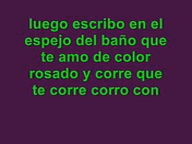 luego escribo en el
espejo del baño que
te amo de color
rosado y corre que
te corre corro con